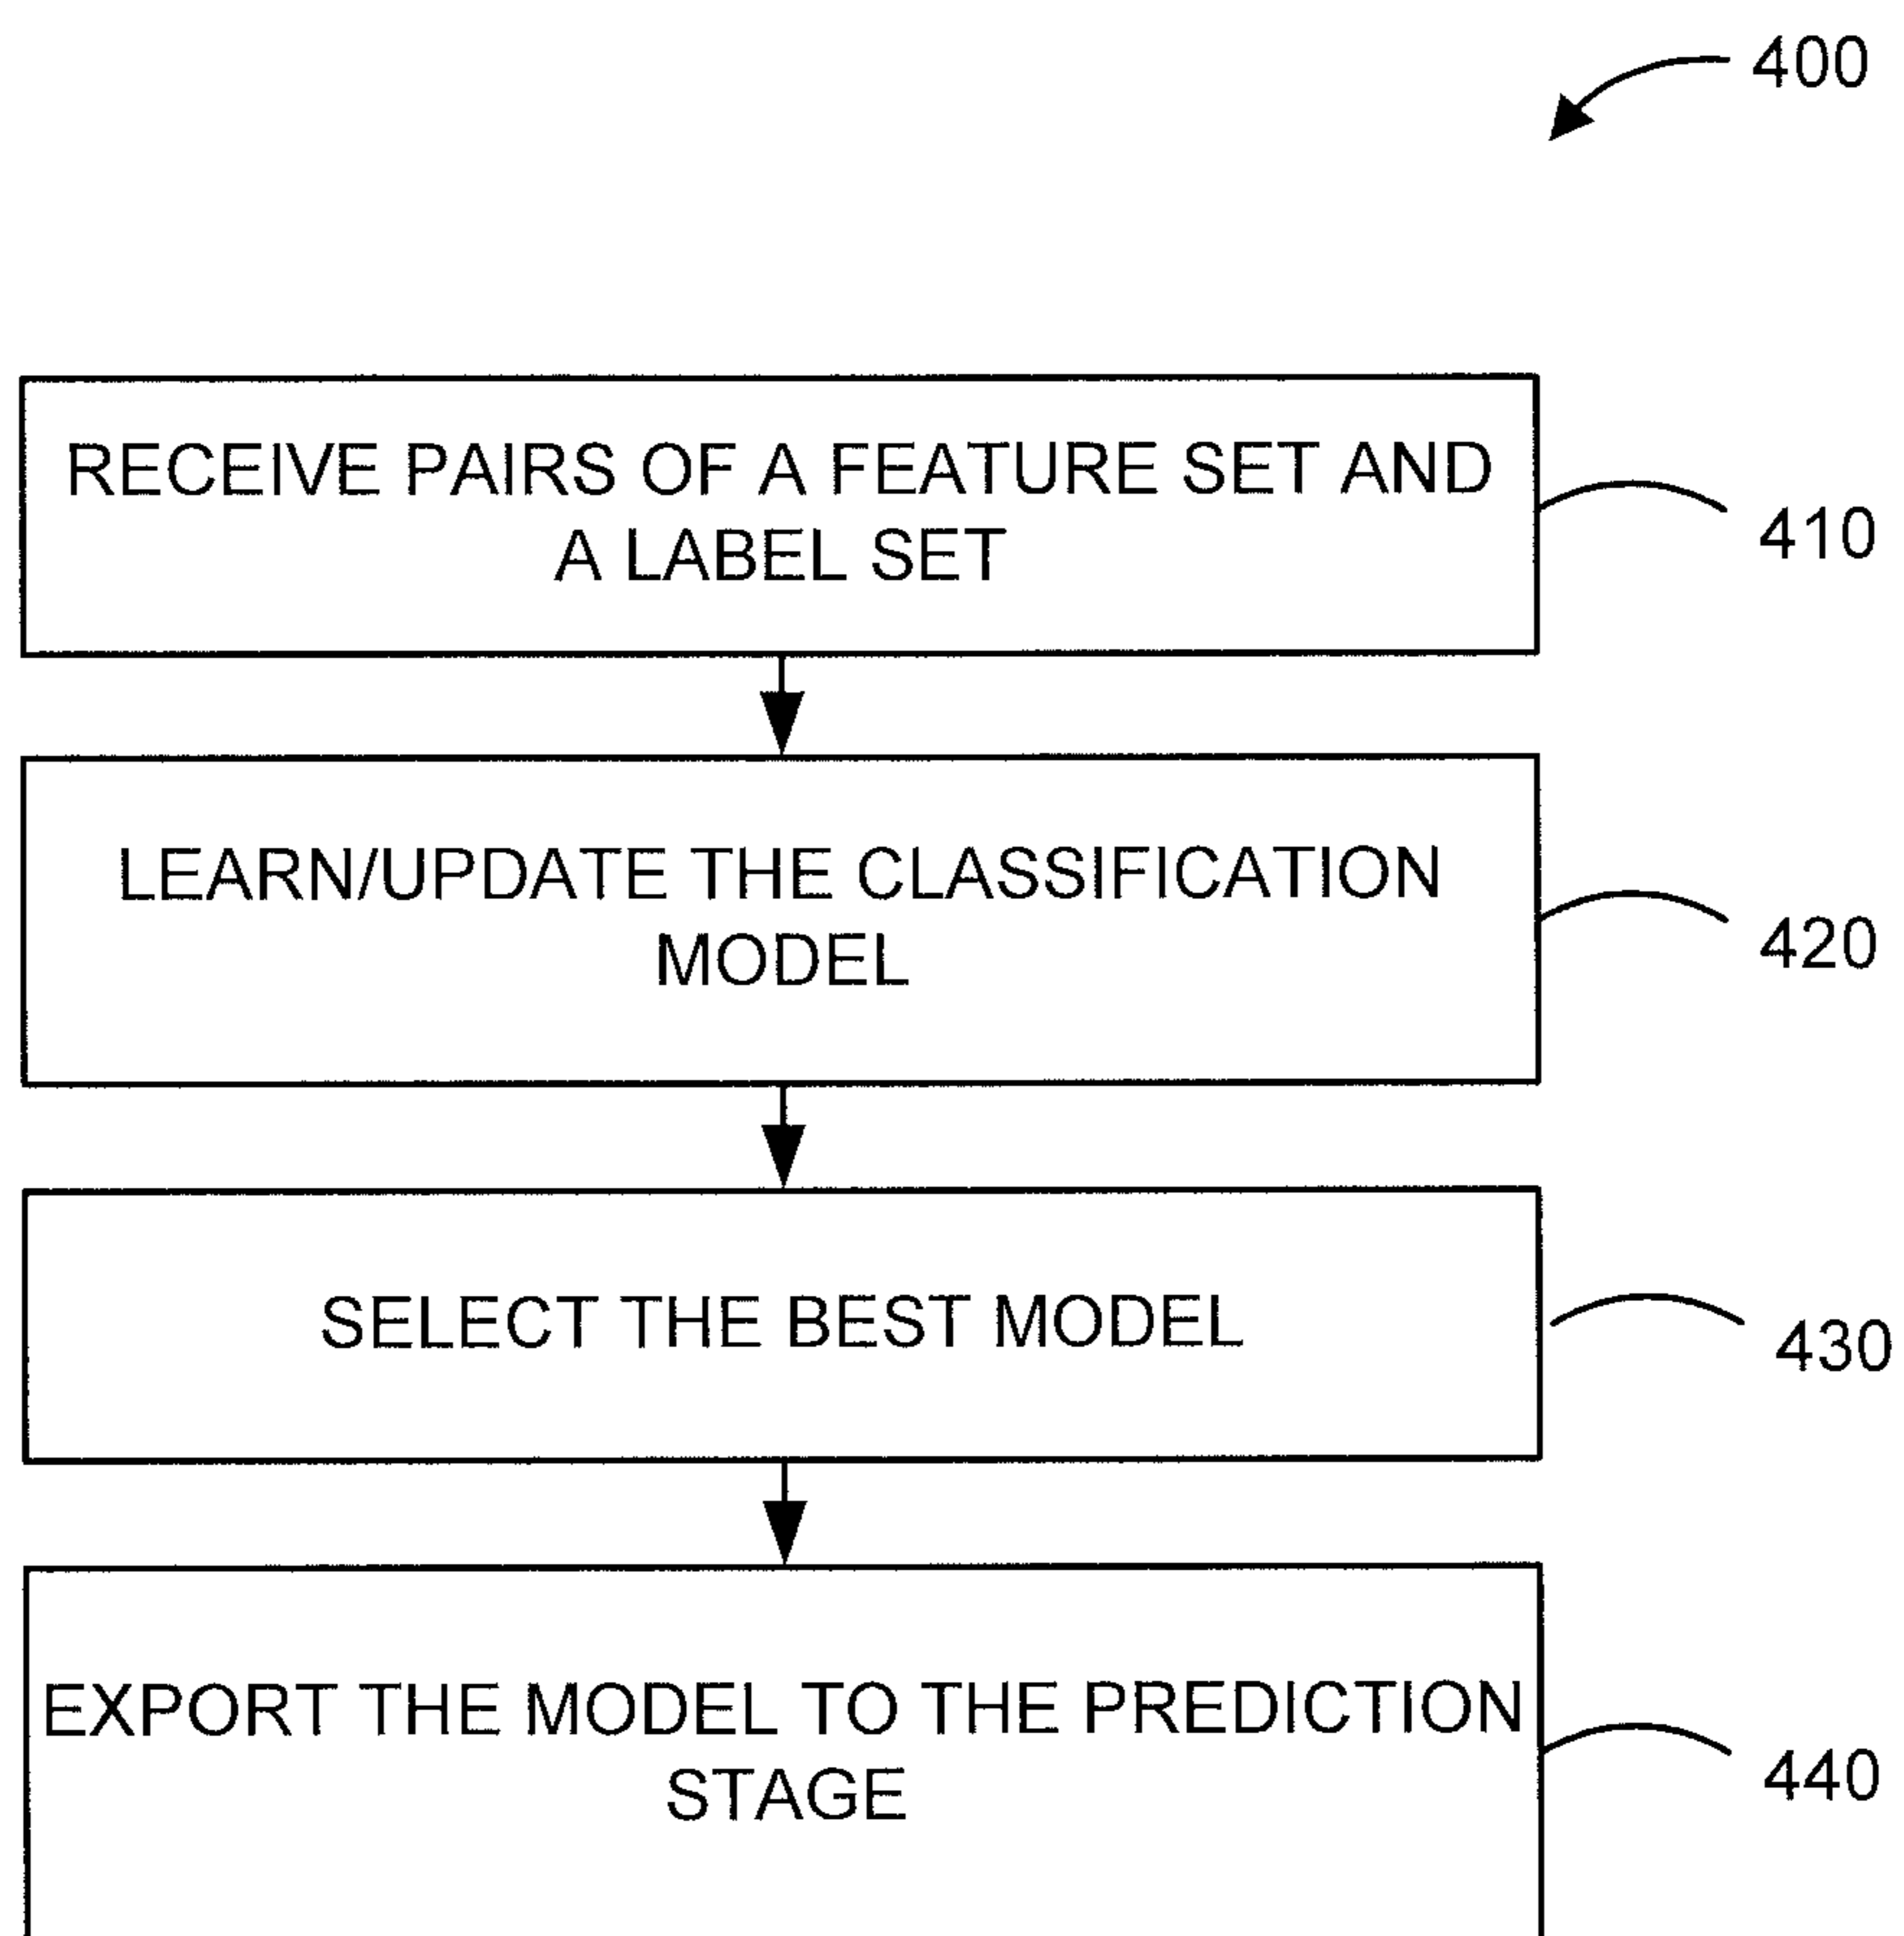 400
RECEIVE PAIRS OF A FEATURE SET AND
A LABEL SET
410
LEARN/UPDATE THE CLASSIFICATION
MODEL
420
SELECT THE BEST MODEL
430
EXPORT THE MODEL TO THE PREDICTION
STAGE
440